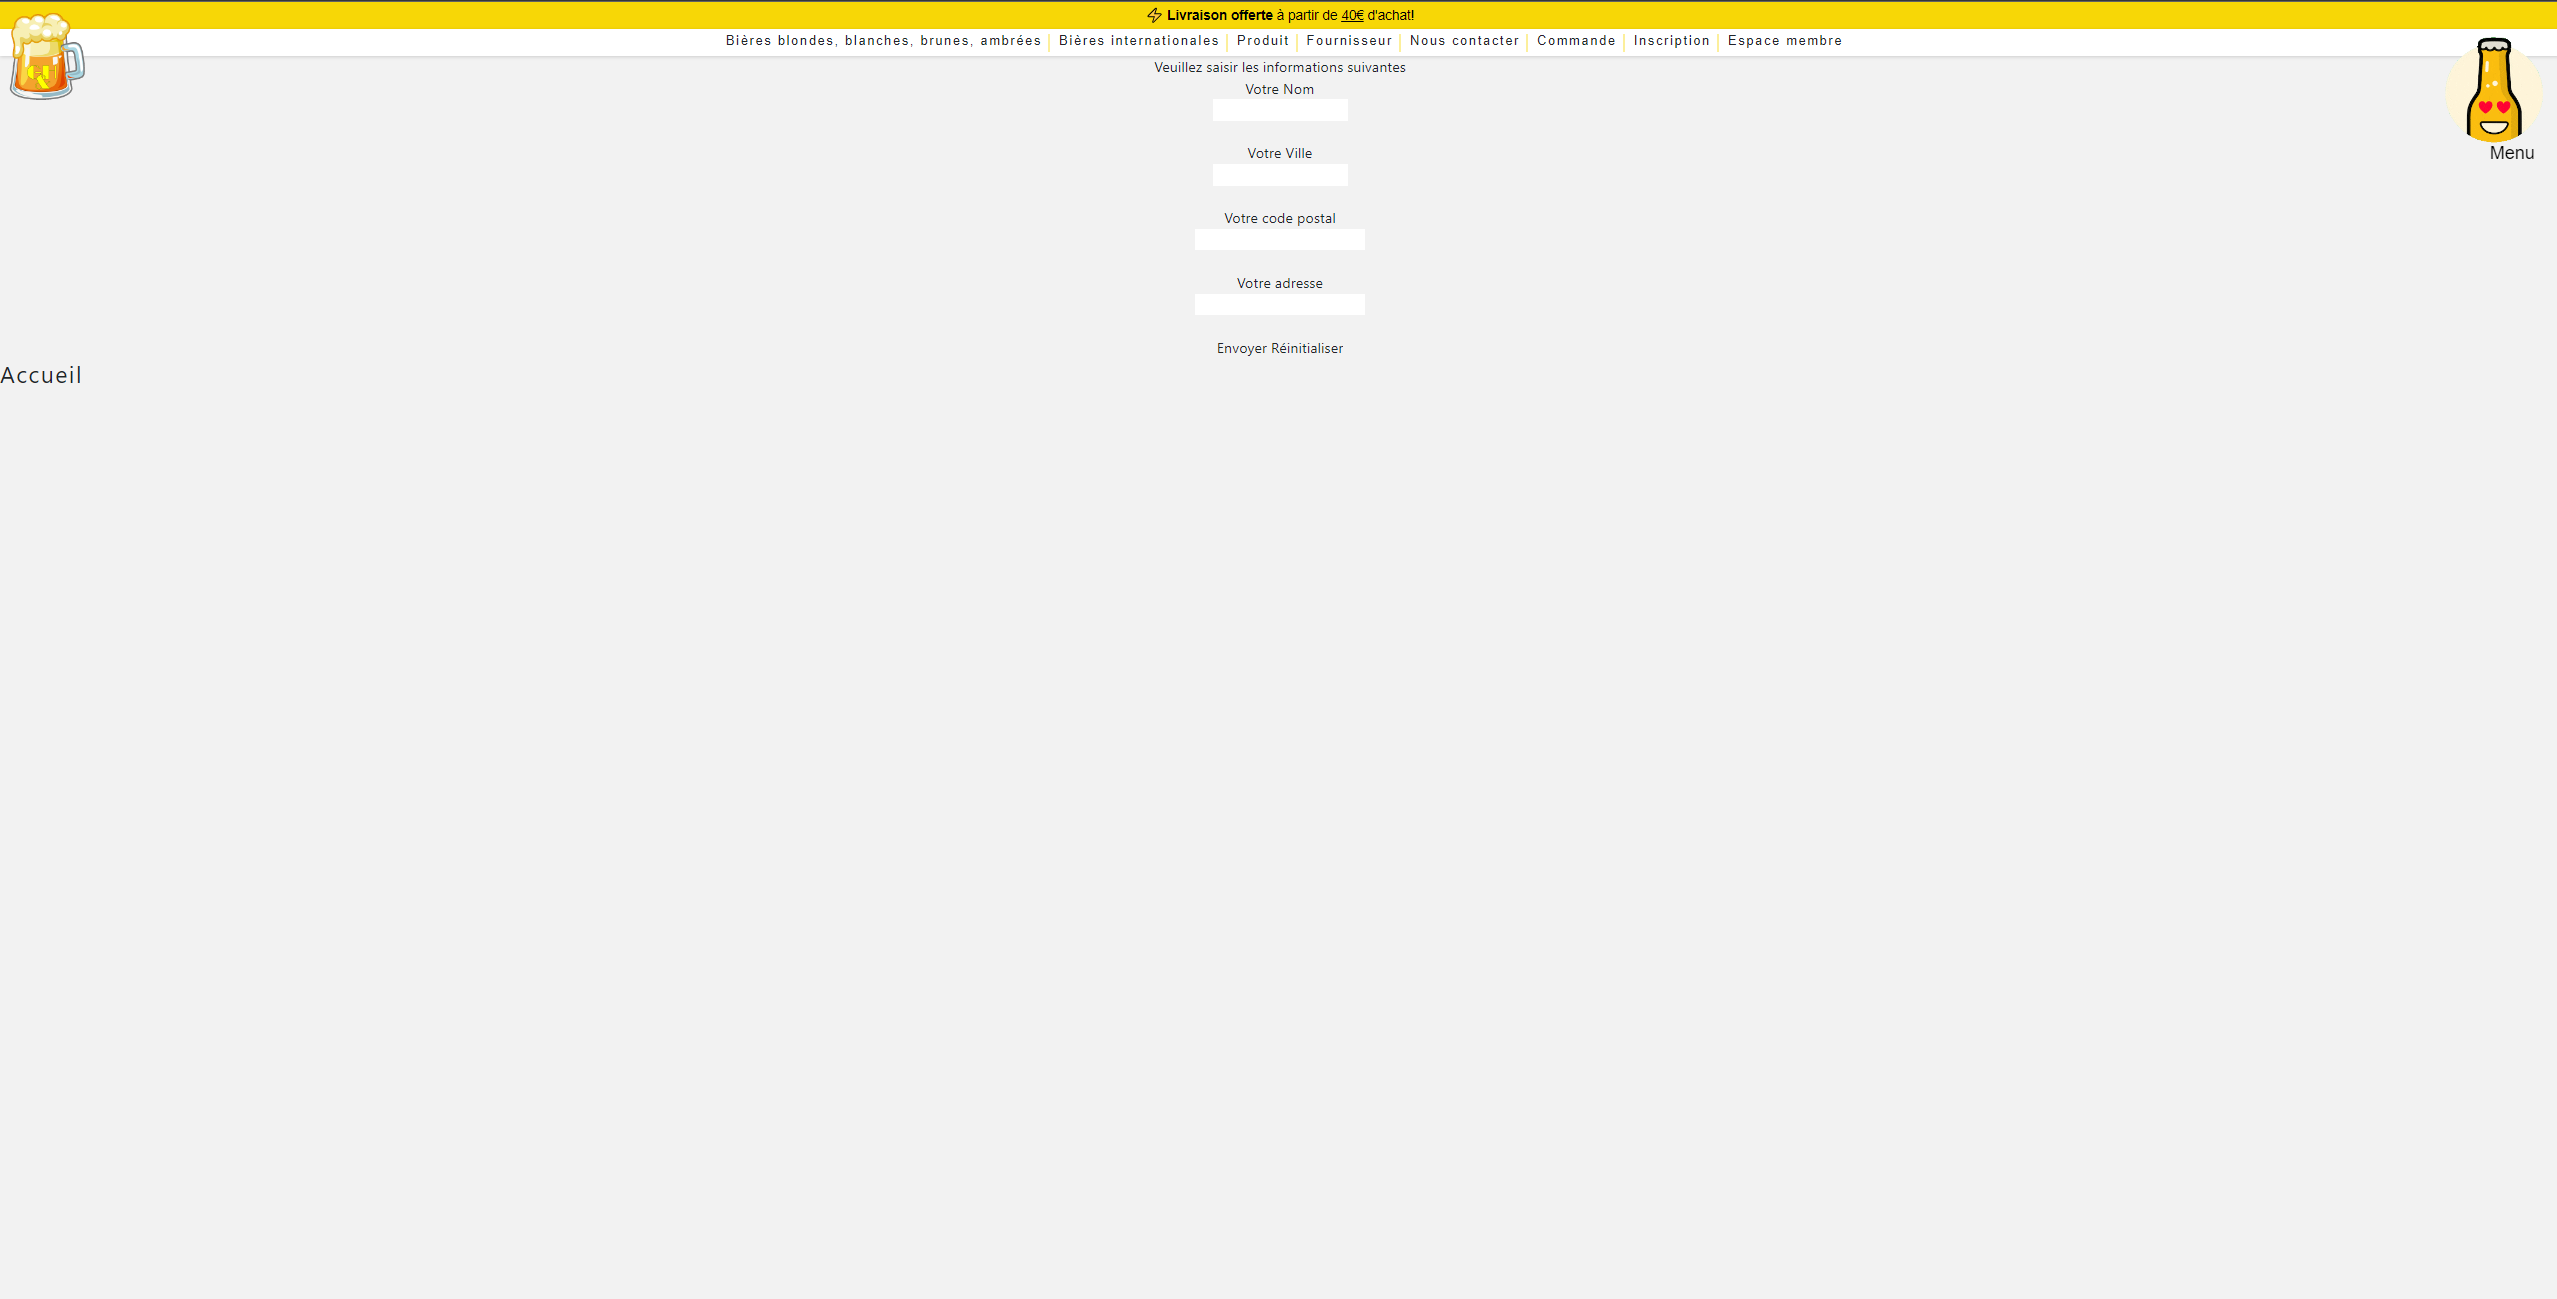 Livraison offerte à partir de 40€ d'achat!
Bières blondes, blanches, brunes, ambrées Bières internationales Produit Fournisseur Nous contacter Commande Inscription Espace membre
Veuillez saisir les informations suivantes
Votre Nom
Votre Ville
Menu
Votre code postal
Votre adresse
Envoyer Réinitialiser
Accueil